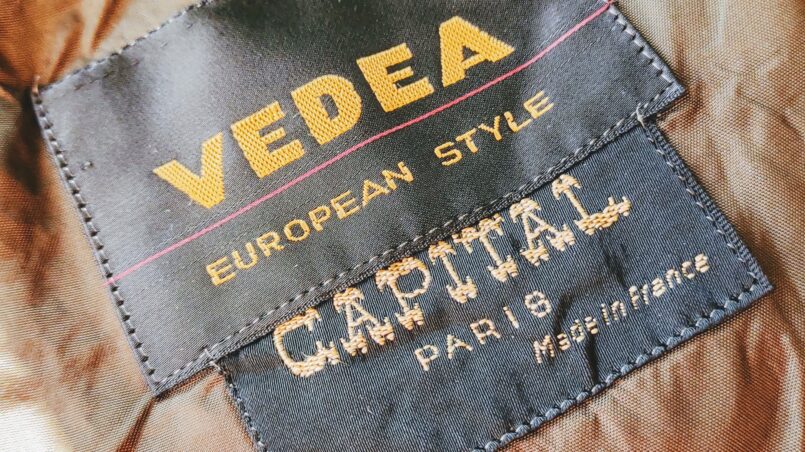 VEDEA
EUROPEAN STYLE
CAPITAL
PARIS
Made in France